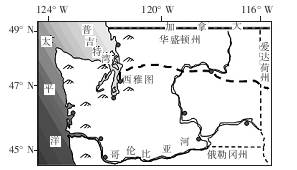 124° W 120° W 116° W
49° N
加 拿 大
普吉特湾
华盛顿州
太平洋
爱达荷州
47° N
西雅图
45° N
哥 伦 比 亚 河
俄勒冈州